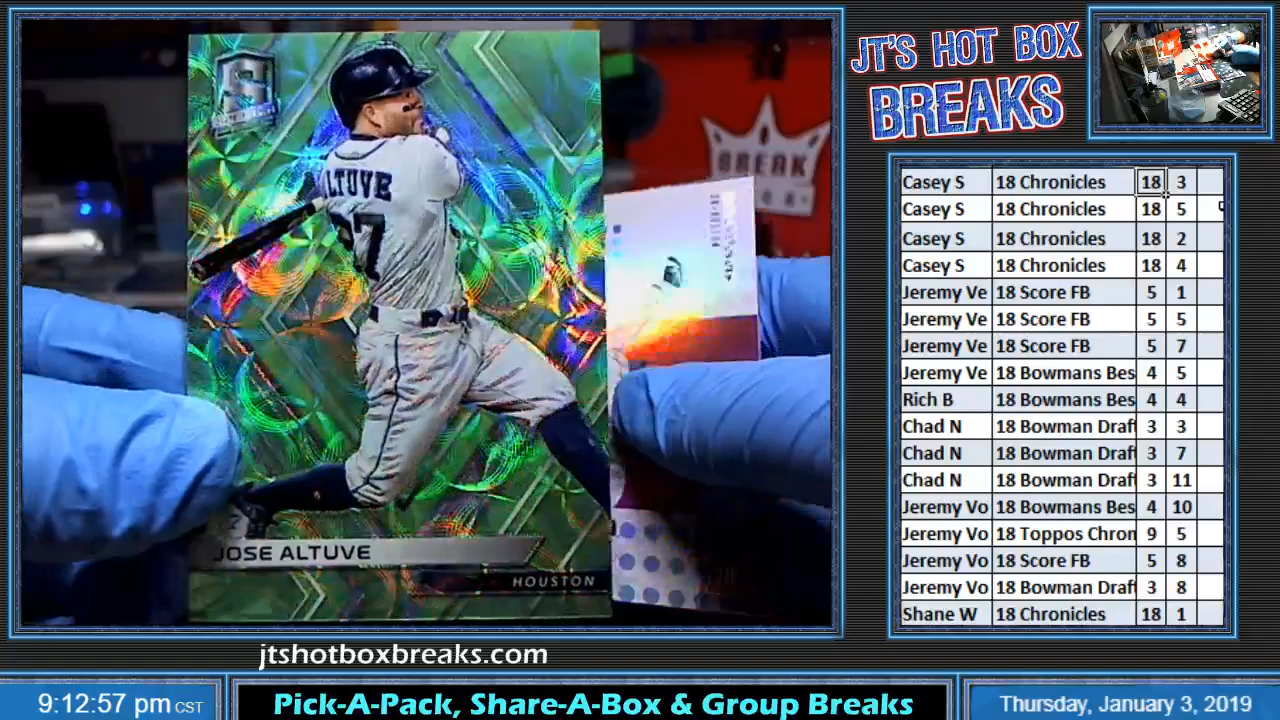 ALTUVE
27
JOSE ALTUVE
HOUSTON
BREAK
JT'S HOT BOX
BREAKS
Casey S 18 Chronicles 18 3
Casey S 18 Chronicles 18 5
Casey S 18 Chronicles 18 2
Casey S 18 Chronicles 18 4
Jeremy Ve 18 Score FB 5 1
Jeremy Ve 18 Score FB 5 5
Jeremy Ve 18 Score FB 5 7
Jeremy Ve 18 Bowmans Bes 4 5
Rich B 18 Bowmans Bes 4 4
Chad N 18 Bowman Draft 3 3
Chad N 18 Bowman Draft 3 7
Chad N 18 Bowman Draft 3 11
Jeremy Vo 18 Bowmans Bes 4 10
Jeremy Vo 18 Toppos Chron 9 5
Jeremy Vo 18 Score FB 5 8
Jeremy Vo 18 Bowman Draft 3 8
Shane W 18 Chronicles 18 1
jtshotboxbreaks.com
9:12:57 pm CST
Pick-A-Pack, Share-A-Box & Group Breaks
Thursday, January 3, 2019